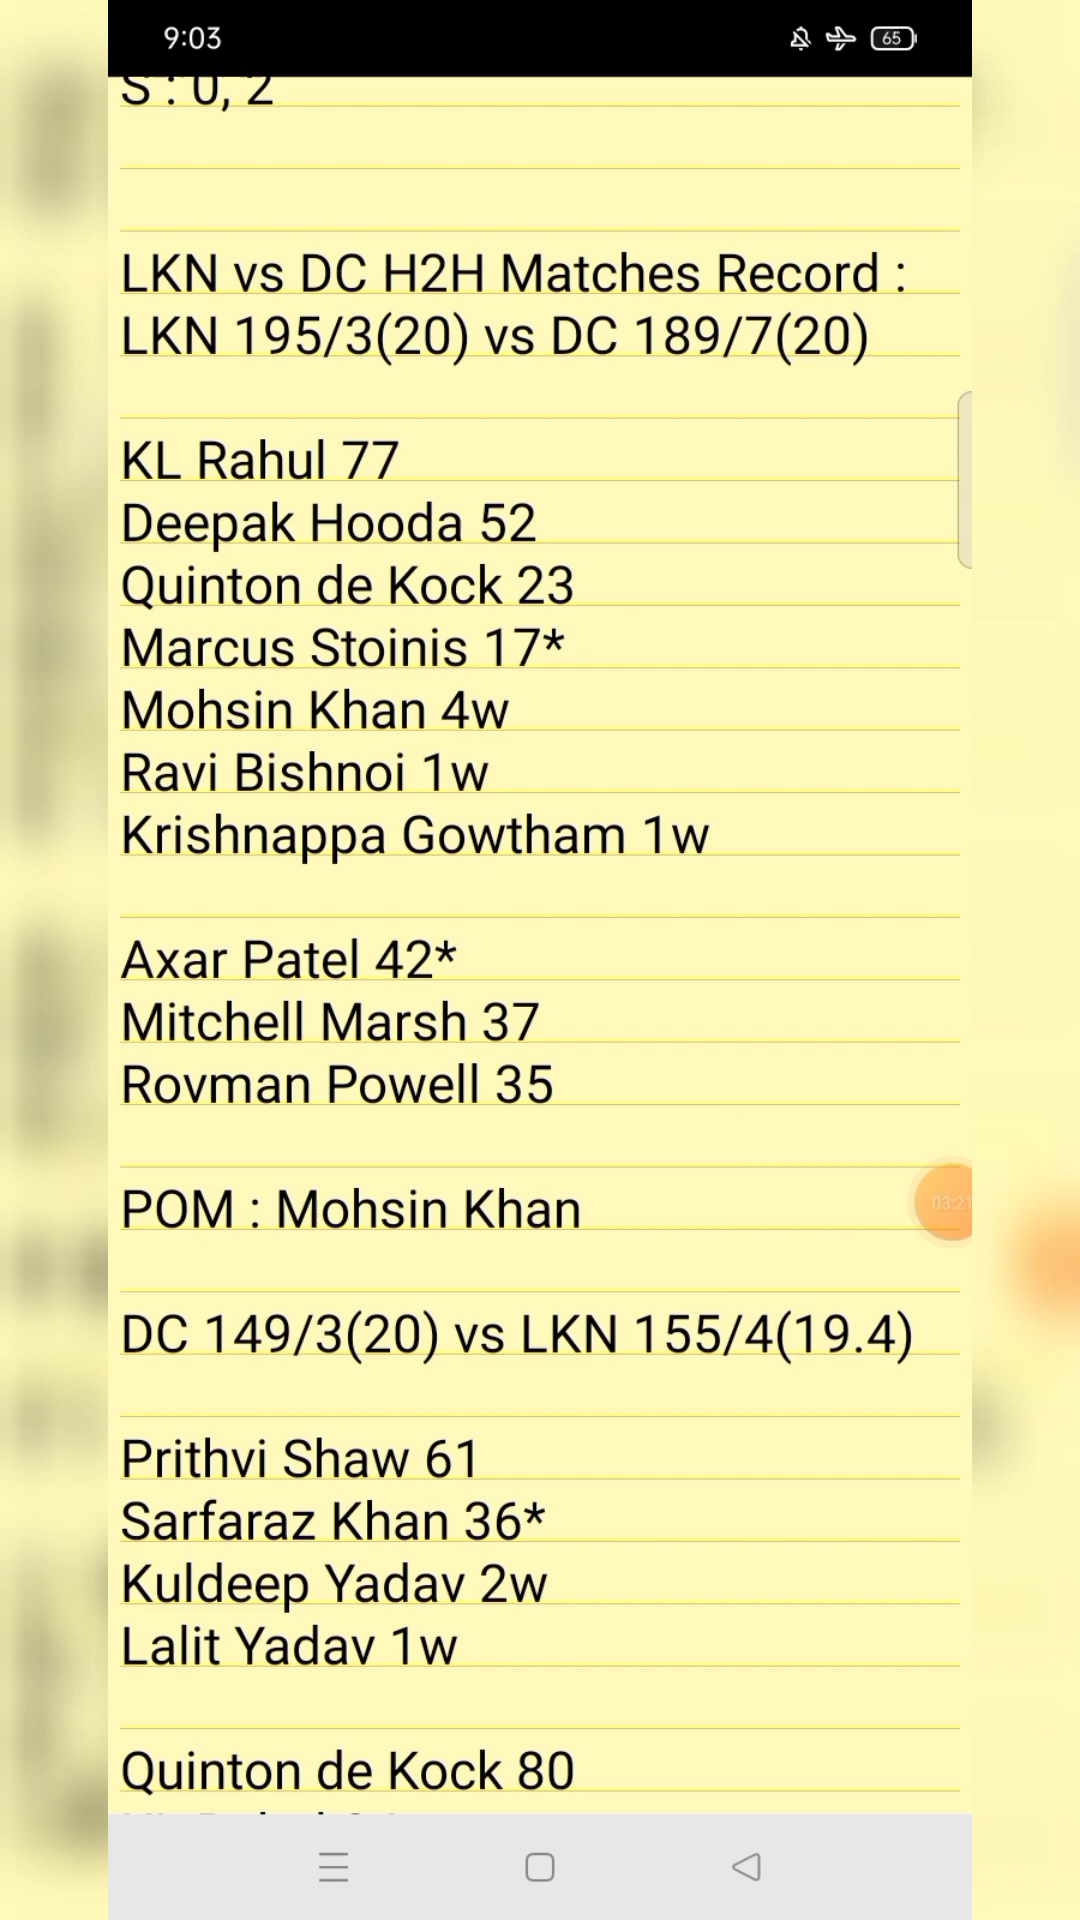 9:03
65
S : 0, 2
LKN vs DC H2H Matches Record :
LKN 195/3(20) vs DC 189/7(20)
KL Rahul 77
Deepak Hooda 52
Quinton de Kock 23
Marcus Stoinis 17*
Mohsin Khan 4w
Ravi Bishnoi 1w
Krishnappa Gowtham 1w
Axar Patel 42*
Mitchell Marsh 37
Rovman Powell 35
POM : Mohsin Khan
03:21
DC 149/3(20) vs LKN 155/4(19.4)
Prithvi Shaw 61
Sarfaraz Khan 36*
Kuldeep Yadav 2w
Lalit Yadav 1w
Quinton de Kock 80